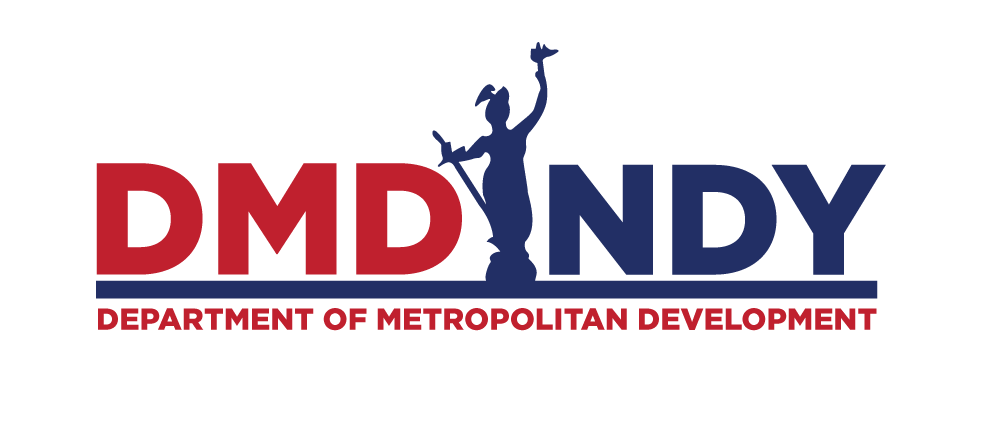 DMDINDY
DEPARTMENT OF METROPOLITAN DEVELOPMENT